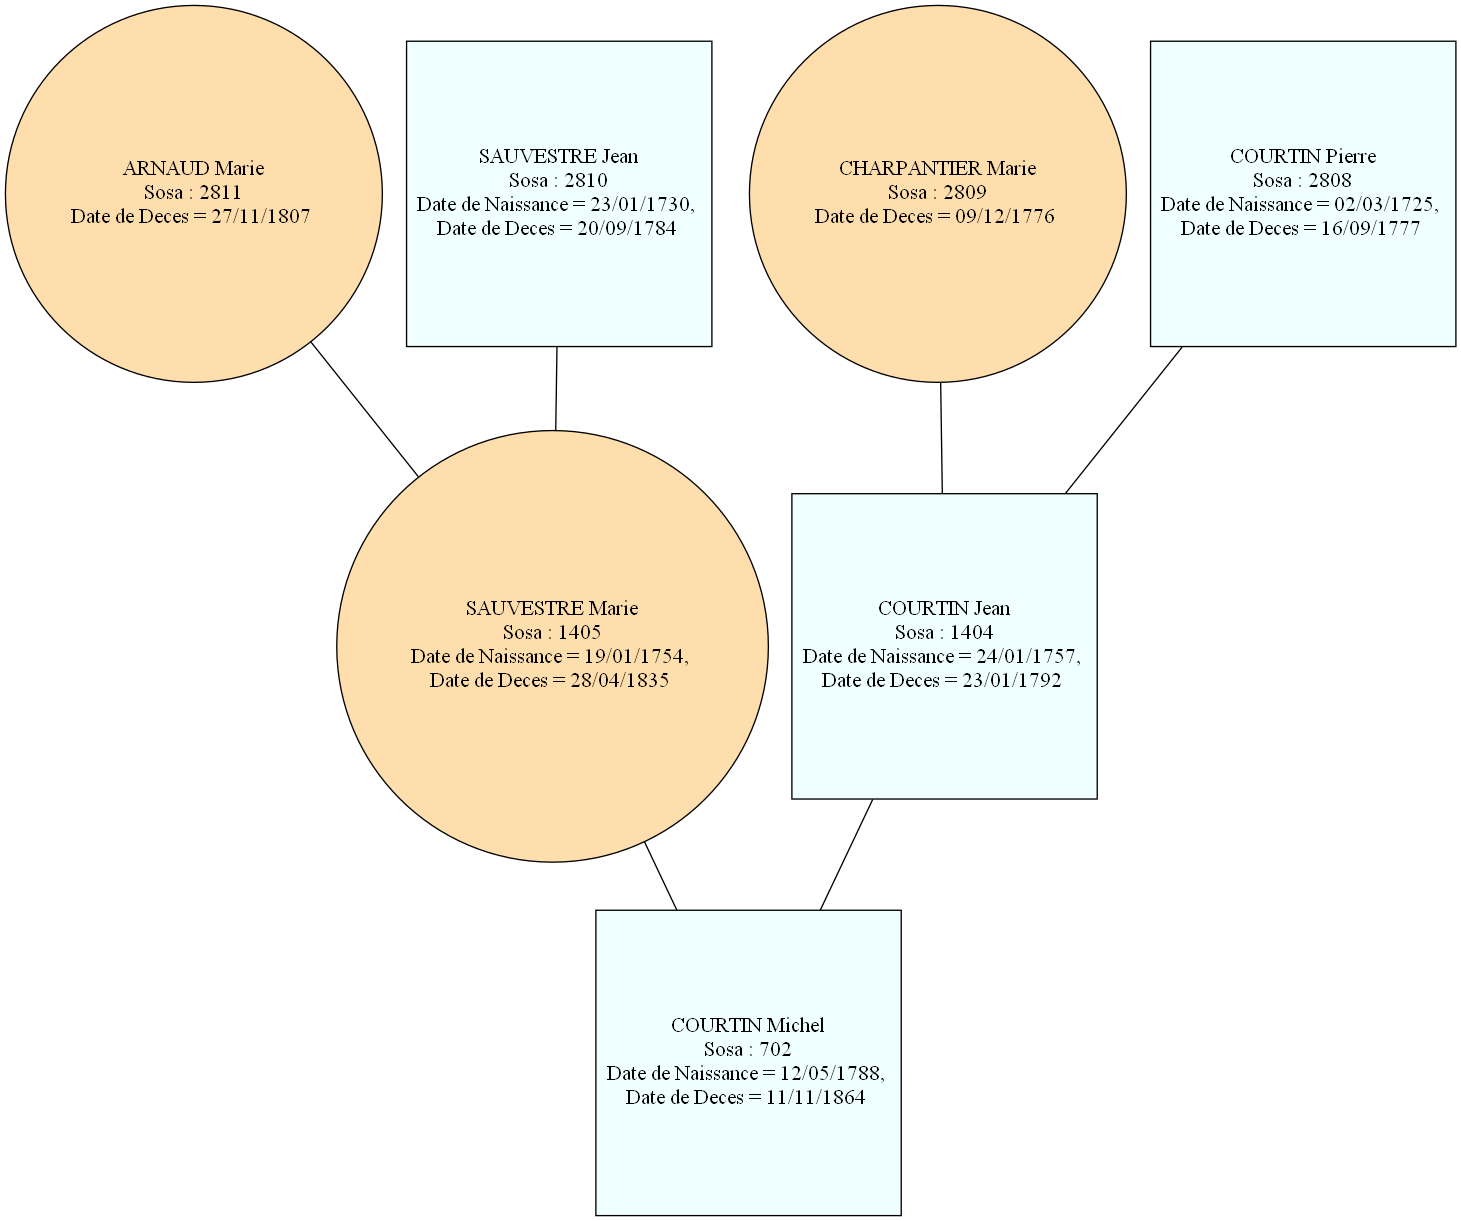 ARNAUD Marie
Sosa : 2811
Date de Deces = 27/11/1807
SAUVESTRE Jean
Sosa : 2810
Date de Naissance = 23/01/1730,
Date de Deces = 20/09/1784
CHARPANTIER Marie
Sosa : 2809
Date de Deces = 09/12/1776
COURTIN Pierre
Sosa : 2808
Date de Naissance = 02/03/1725,
Date de Deces = 16/09/1777
SAUVESTRE Marie
Sosa : 1405
Date de Naissance = 19/01/1754,
Date de Deces = 28/04/1835
COURTIN Jean
Sosa : 1404
Date de Naissance = 24/01/1757,
Date de Deces = 23/01/1792
COURTIN Michel
Sosa : 702
Date de Naissance = 12/05/1788,
Date de Deces = 11/11/1864